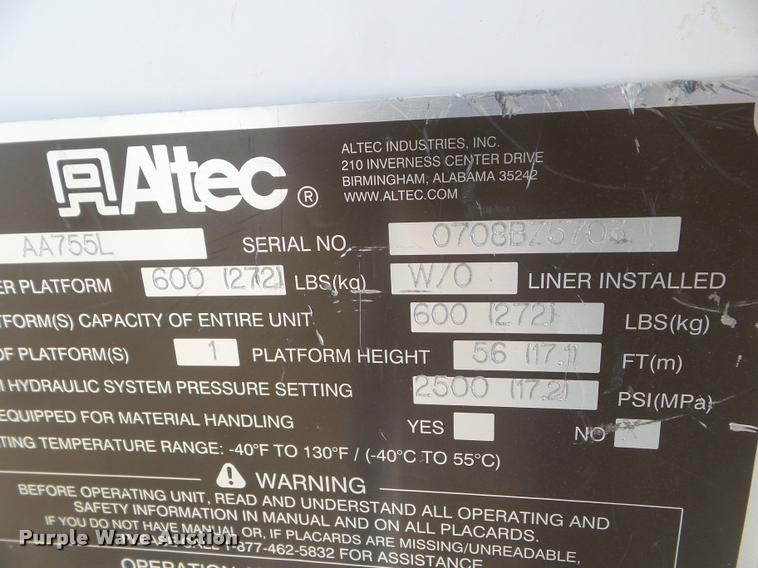 Altec ®
ALTEC INDUSTRIES, INC.
210 INVERNESS CENTER DRIVE
BIRMINGHAM, ALABAMA 35242
WWW.ALTEC.COM
AA755L SERIAL NO.
ER PLATFORM 600 (272) LBS(kg) W/O LINER INSTALLED
TFORM(S) CAPACITY OF ENTIRE UNIT 600 (272) LBS(kg)
OF PLATFORM(S) 1 PLATFORM HEIGHT 56 (17.1) FT(m)
M HYDRAULIC SYSTEM PRESSURE SETTING 2500 (17.2) PSI(MPa)
EQUIPPED FOR MATERIAL HANDLING YES NO
TING TEMPERATURE RANGE: -40°F TO 130°F / (-40°C TO 55°C)
WARNING
BEFORE OPERATING UNIT, READ AND UNDERSTAND ALL OPERATING AND
SAFETY INFORMATION IN MANUAL AND ON ALL PLACARDS.
IF YOU DO NOT HAVE MANUAL OR, IF PLACARDS ARE MISSING/UNREADABLE,
CALL 1-877-462-5832 FOR ASSISTANCE.
Purple Wave Auction.